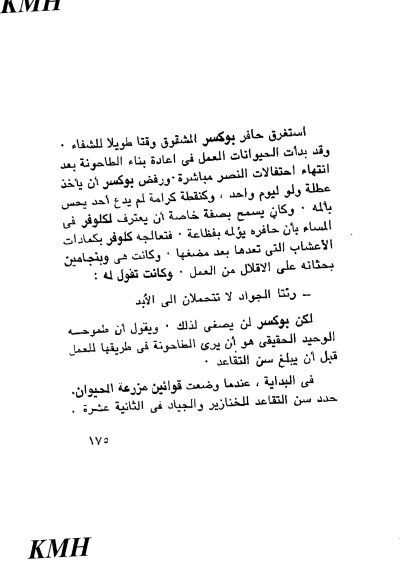 KMH
استغرق حافر بوكسر المشقوق وقتا طويلا للشفاء .
وقد بدأت الحيوانات العمل فى اعادة بناء الطاحونة بعد
انتهاء احتفالات النصر مباشرة . ورفض بوكسر أن يأخذ
عطلة ولو ليوم واحد ، وكنقطة كرامة لم يدع أحد يحس
بألمه . وكان يسمح بصفة خاصة أن يعترف لكلوفر فى
المساء بأن حافره يؤلمه بفظاعة . فتعالجه كلوفر بكمادات
الأعشاب التى تعدها بعد مضغها . وكانت هى وبنجامين
يحثانه على الاقلال من العمل . وكانت تقول له :
ــ رئتا الجواد لا تتحملان الى الأبد
لكن بوكسر لن يصغى لذلك . ويقول أن طموحه
الوحيد الحقيقى هو أن يرى الطاحونة فى طريقها للعمل
قبل أن يبلغ سن التقاعد .
فى البداية ، عندما وضعت قوانين مزرعة الحيوان.
حدد سن التقاعد للخنازير والجياد فى الثانية عشرة .
١٧٥
KMH